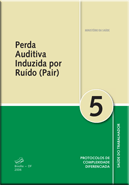 Perda
Auditiva
Induzida por
Ruído (Pair)
5
PROTOCOLOS DE
COMPLEXIDADE
DIFERENCIADA
SAÚDE DO TRABALHADOR